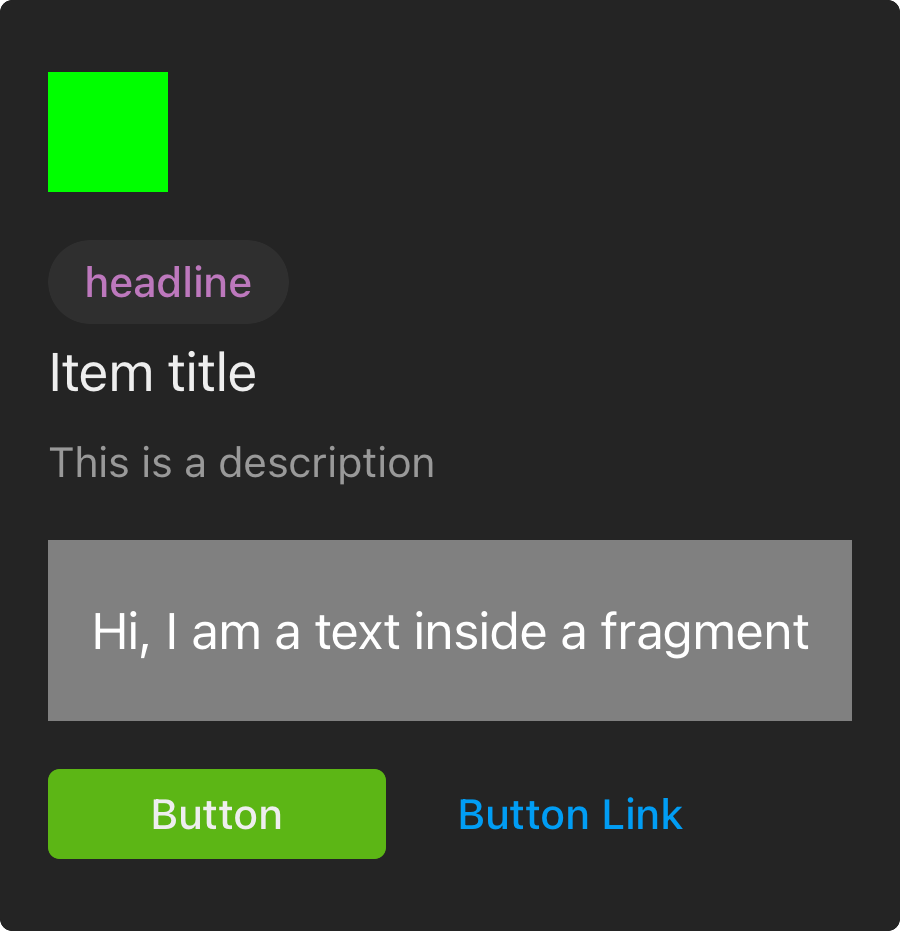 headline
Item title
This is a description
Hi, I am a text inside a fragment
Button
Button Link